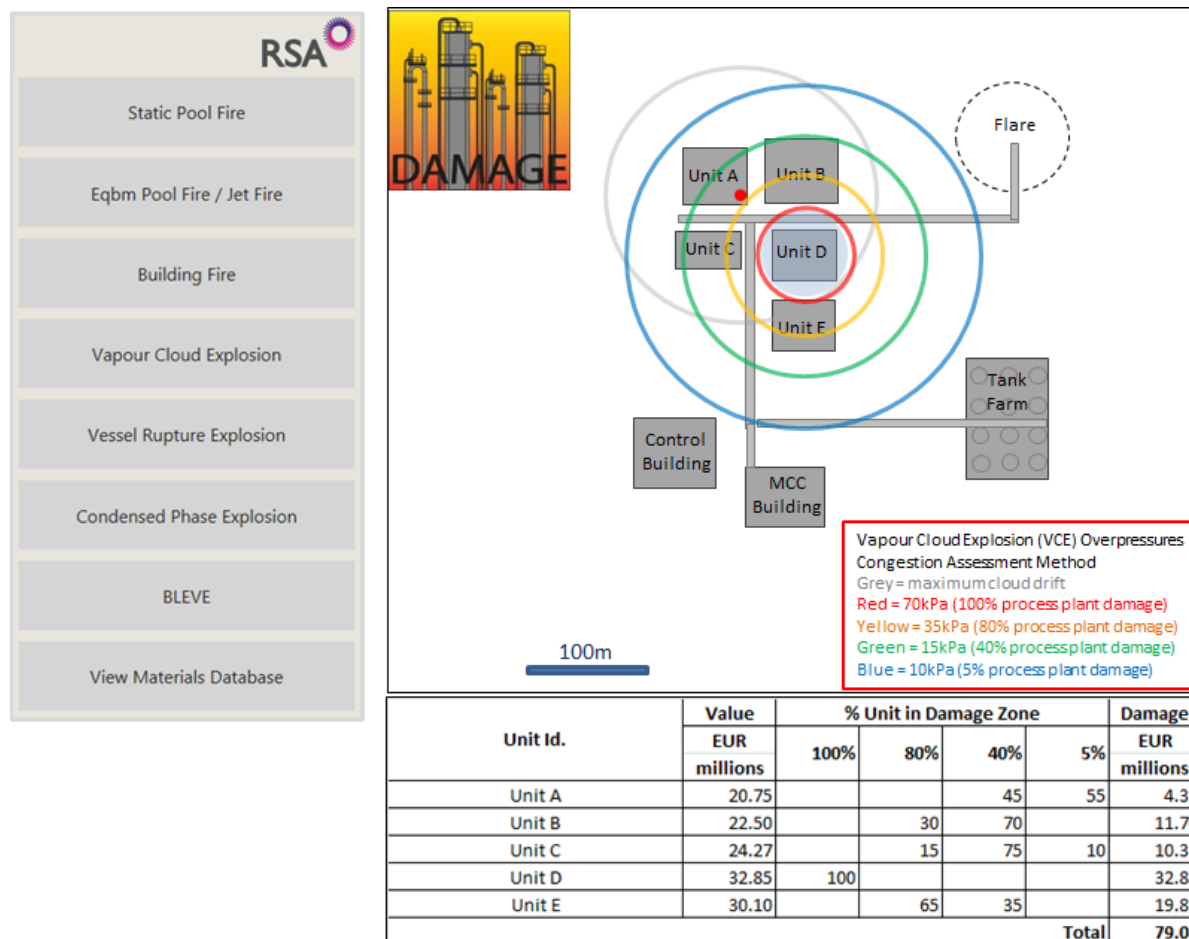 RSA
Static Pool Fire
Eqbm Pool Fire / Jet Fire
Building Fire
Vapour Cloud Explosion
Vessel Rupture Explosion
Condensed Phase Explosion
BLEVE
View Materials Database
DAMAGE
Flare
Unit A
Unit B
Unit C
Unit D
Unit E
Tank
Farm
Control
Building
MCC
Building
100m
Vapour Cloud Explosion (VCE) Overpressures
Congestion Assessment Method
Grey = maximum cloud drift
Red = 70kPa (100% process plant damage)
Yellow = 35kPa (80% process plant damage)
Green = 15kPa (40% process plant damage)
Blue = 10kPa (5% process plant damage)
Unit Id. Value % Unit in Damage Zone Damage
EUR 100% 80% 40% 5% EUR
millions millions
Unit A 20.75 45 55 4.3
Unit B 22.50 30 70 11.7
Unit C 24.27 15 75 10 10.3
Unit D 32.85 100 32.8
Unit E 30.10 65 35 19.8
Total 79.0